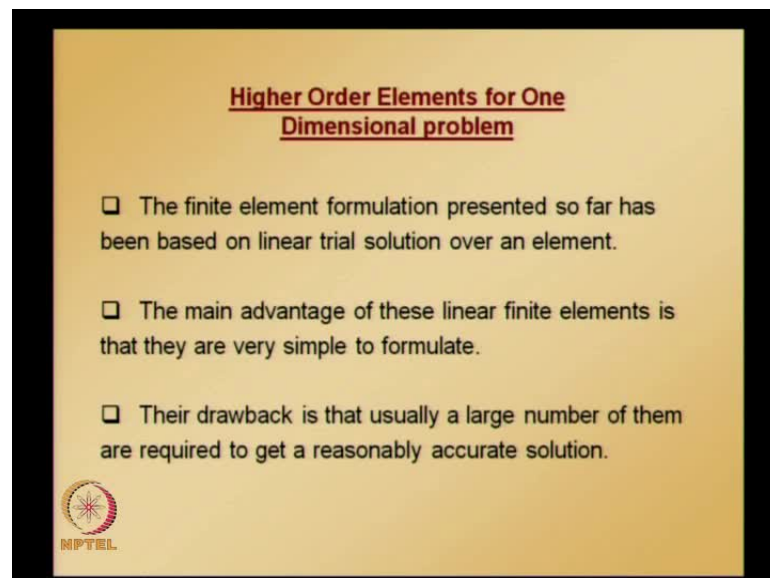 Higher Order Elements for One
Dimensional problem
❑ The finite element formulation presented so far has
been based on linear trial solution over an element.
❑ The main advantage of these linear finite elements is
that they are very simple to formulate.
❑ Their drawback is that usually a large number of them
are required to get a reasonably accurate solution.
NPTEL